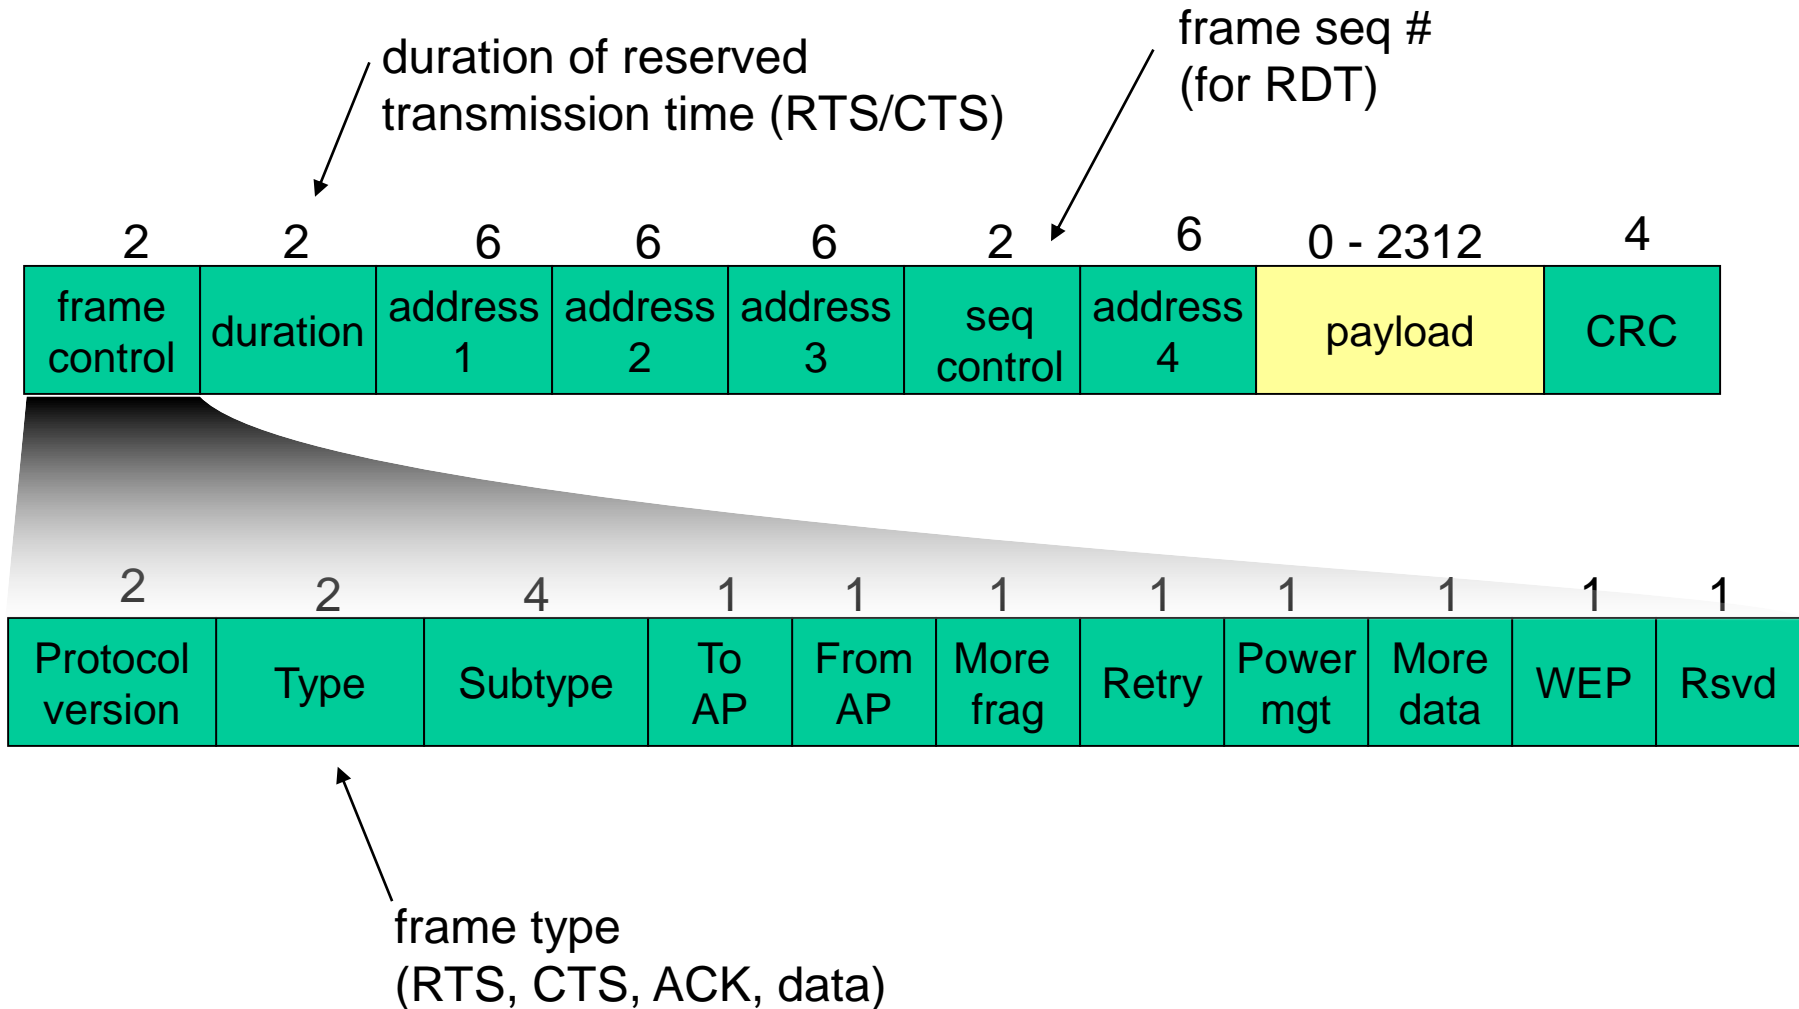 duration of reserved
transmission time (RTS/CTS)
frame seq #
(for RDT)
2 2 6 6 6 2 6 0 - 2312 4
frame
control
duration
address
1
address
2
address
3
seq
control
address
4
payload
CRC
2 2 4 1 1 1 1 1 1 1 1
Protocol
version
Type
Subtype
To
AP
From
AP
More
frag
Retry
Power
mgt
More
data
WEP
Rsvd
frame type
(RTS, CTS, ACK, data)